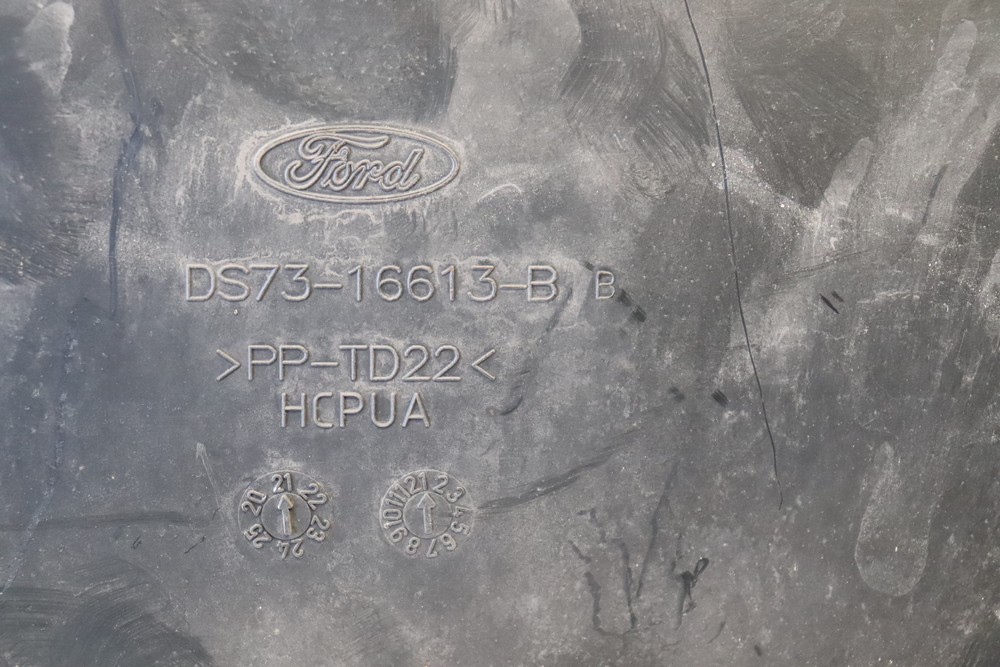 Ford
DS73-16613-B B
>PP-TD22<
HCPUA
20 21 22 23 24 25
1 2 3 4 5 6 7 8 9 10 11 12